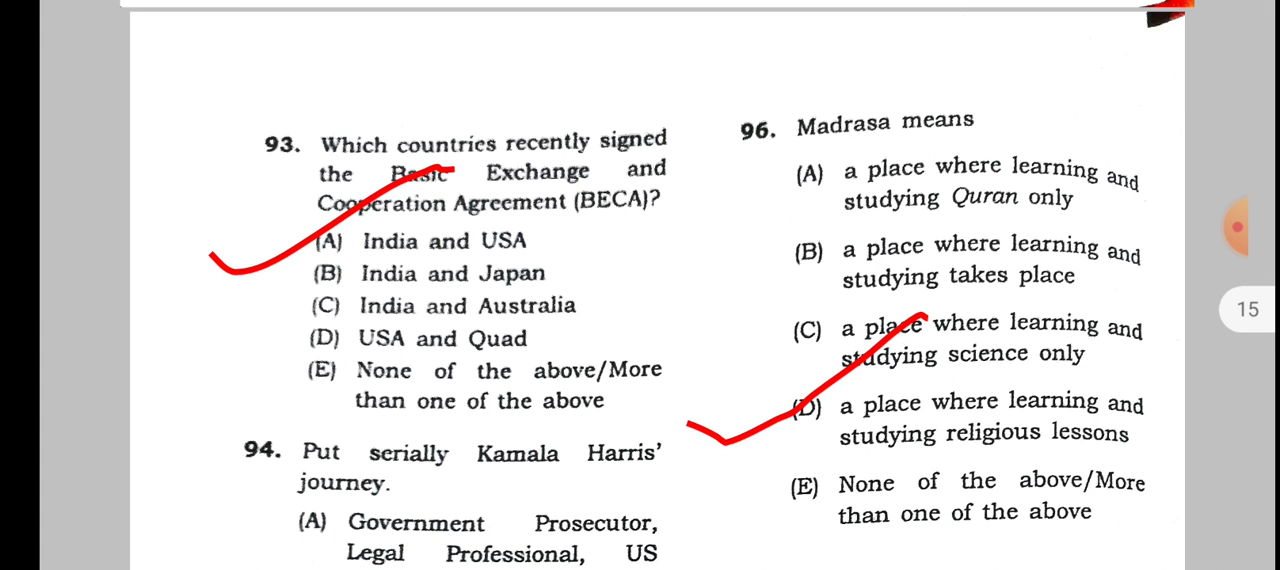 93. Which countries recently signed
the Basic Exchange and
Cooperation Agreement (BECA)?
(A) India and USA
(B) India and Japan
(C) India and Australia
(D) USA and Quad
(E) None of the above/More
than one of the above
94. Put serially Kamala Harris'
journey.
(A) Government Prosecutor,
Legal Professional, US
96. Madrasa means
(A) a place where learning and
studying Quran only
(B) a place where learning and
studying takes place
(C) a place where learning and
studying science only
(D) a place where learning and
studying religious lessons
(E) None of the above/More
than one of the above
15